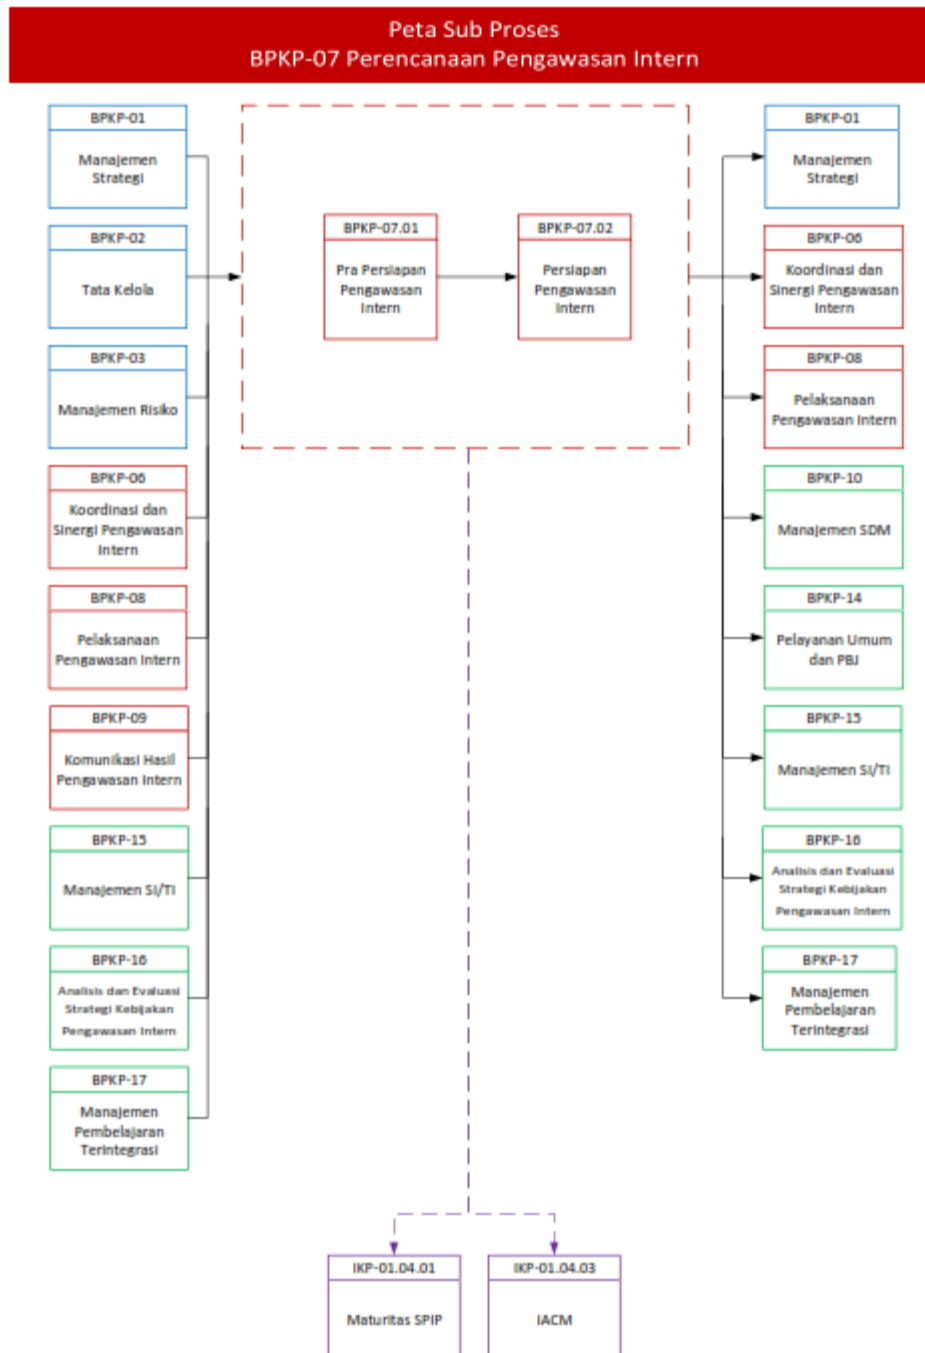 Peta Sub Proses
BPKP-07 Perencanaan Pengawasan Intern
BPKP-01
Manajemen
Strategi
BPKP-02
Tata Kelola
BPKP-03
Manajemen Risiko
BPKP-06
Koordinasi dan
Sinergi Pengawasan
Intern
BPKP-08
Pelaksanaan
Pengawasan Intern
BPKP-09
Komunikasi Hasil
Pengawasan Intern
BPKP-15
Manajemen SI/TI
BPKP-16
Analisis dan Evaluasi
Strategi Kebijakan
Pengawasan Intern
BPKP-17
Manajemen
Pembelajaran
Terintegrasi
BPKP-07.01
Pra Persiapan
Pengawasan
Intern
BPKP-07.02
Persiapan
Pengawasan
Intern
BPKP-01
Manajemen
Strategi
BPKP-06
Koordinasi dan
Sinergi Pengawasan
Intern
BPKP-08
Pelaksanaan
Pengawasan Intern
BPKP-10
Manajemen SDM
BPKP-14
Pelayanan Umum
dan PBJ
BPKP-15
Manajemen SI/TI
BPKP-16
Analisis dan Evaluasi
Strategi Kebijakan
Pengawasan Intern
BPKP-17
Manajemen
Pembelajaran
Terintegrasi
IKP-01.04.01
Maturitas SPIP
IKP-01.04.03
IACM